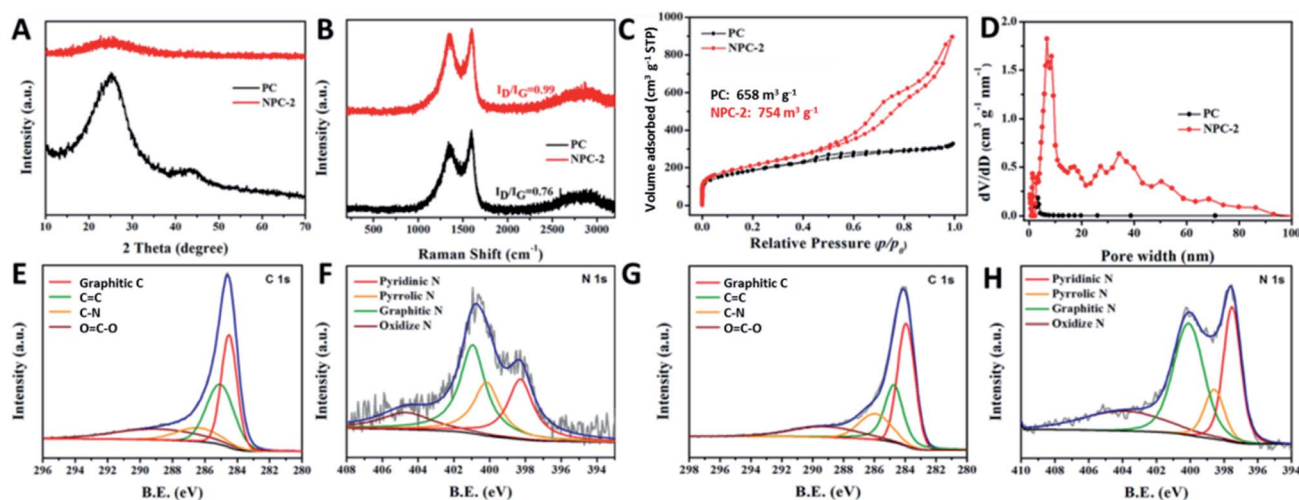 A
Intensity (a.u.)
PC
NPC-2
10 20 30 40 50 60 70
2 Theta (degree)
B
Intensity (a.u.)
I_D/I_G=0.99
PC
NPC-2
I_D/I_G=0.76
500 1000 1500 2000 2500 3000
Raman Shift (cm⁻¹)
C
Volume adsorbed (cm³ g⁻¹ STP)
1000
800
600
400
200
0
PC
NPC-2
PC: 658 m³ g⁻¹
NPC-2: 754 m³ g⁻¹
0.0 0.2 0.4 0.6 0.8 1.0
Relative Pressure (p/p₀)
D
dV/dD (cm³ g⁻¹ nm⁻¹)
2.0
1.5
1.0
0.5
0.0
PC
NPC-2
0 20 40 60 80 100
Pore width (nm)
E
Intensity (a.u.)
C 1s
Graphitic C
C=C
C-N
O=C-O
296 294 292 290 288 286 284 282 280
B.E. (eV)
F
Intensity (a.u.)
N 1s
Pyridinic N
Pyrrolic N
Graphitic N
Oxidize N
408 405 402 399 396 393
B.E. (eV)
G
Intensity (a.u.)
C 1s
Graphitic C
C=C
C-N
O=C-O
298 296 294 292 290 288 286 284 282 280
B.E. (eV)
H
Intensity (a.u.)
N 1s
Pyridinic N
Pyrrolic N
Graphitic N
Oxidize N
410 408 406 404 402 400 398 396 394
B.E. (eV)